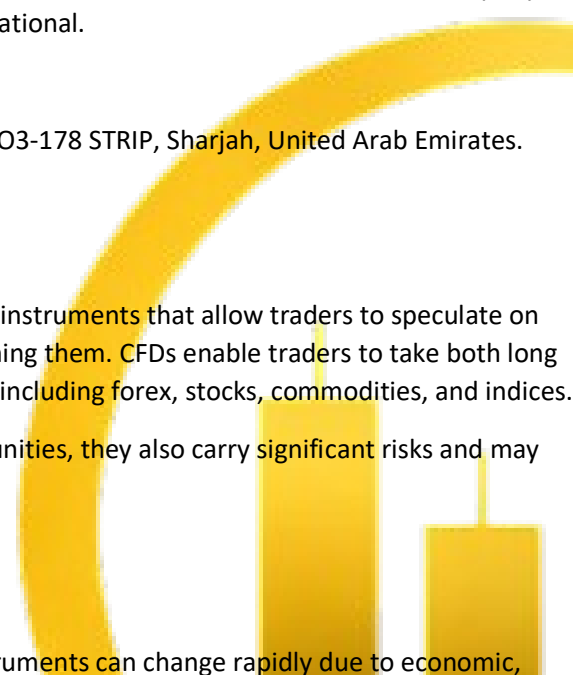 ational.
O3-178 STRIP, Sharjah, United Arab Emirates.
instruments that allow traders to speculate on
ing them. CFDs enable traders to take both long
including forex, stocks, commodities, and indices.
unities, they also carry significant risks and may
ruments can change rapidly due to economic,